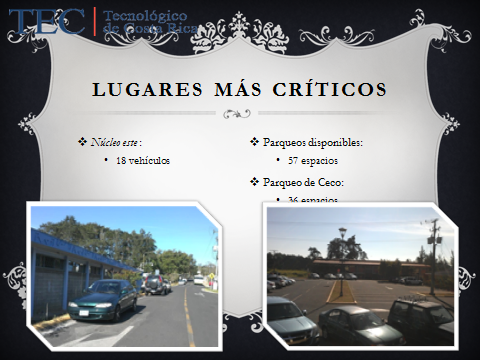 TEC | Tecnológico
de Costa Rica
LUGARES MÁS CRÍTICOS
❖ Núcleo este :
• 18 vehículos
❖ Parqueos disponibles:
• 57 espacios
❖ Parqueo de Ceco:
• 36 espacios